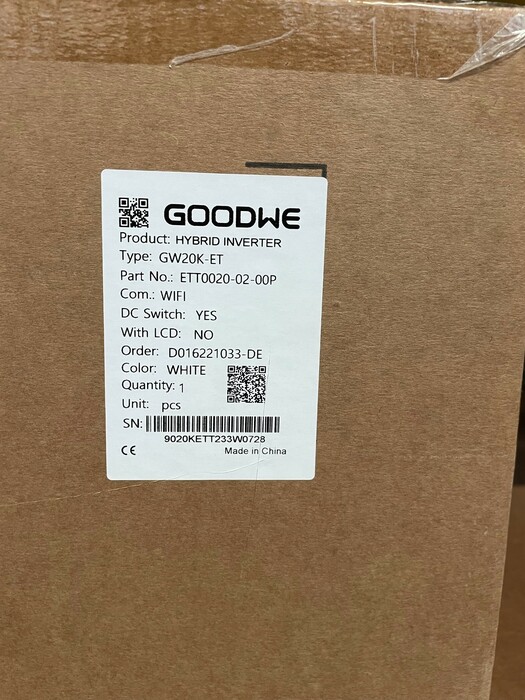 GOODWE
Product: HYBRID INVERTER
Type: GW20K-ET
Part No.: ETT0020-02-00P
Com.: WIFI
DC Switch: YES
With LCD: NO
Order: D016221033-DE
Color: WHITE
Quantity: 1
Unit: pcs
SN:
9020KETT233W0728
CE Made in China